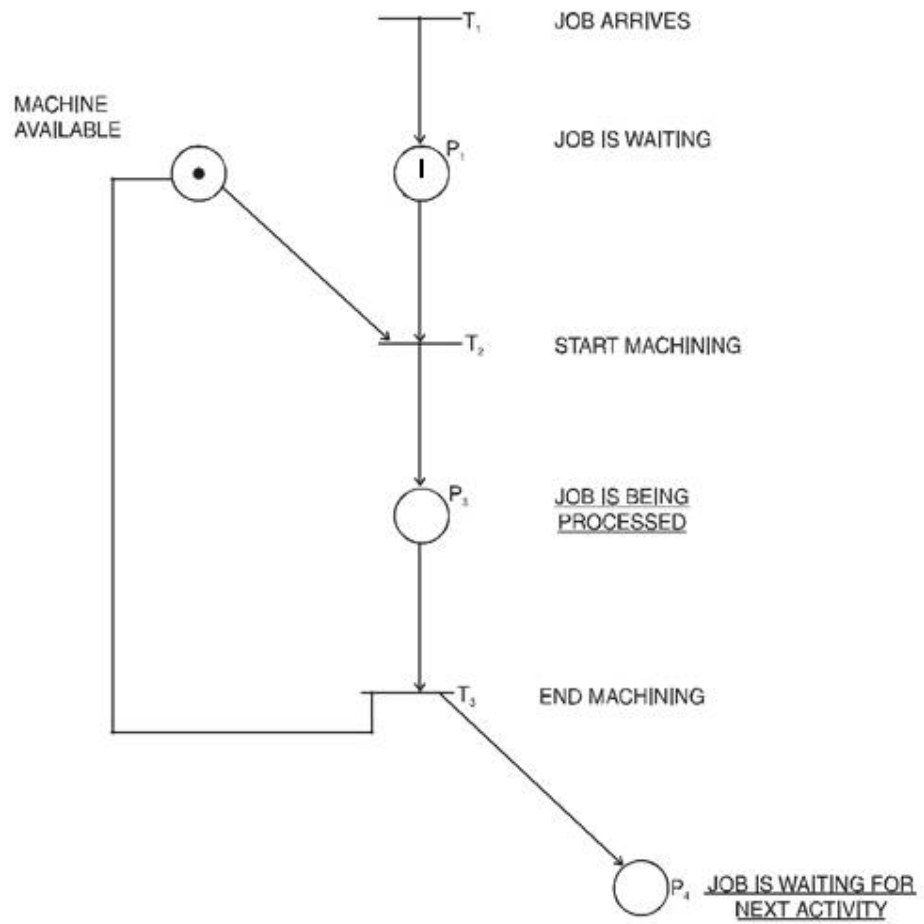 T₁ JOB ARRIVES
MACHINE
AVAILABLE
P₁ JOB IS WAITING
I
T₂ START MACHINING
P₃ JOB IS BEING
PROCESSED
T₃ END MACHINING
P₄ JOB IS WAITING FOR
NEXT ACTIVITY